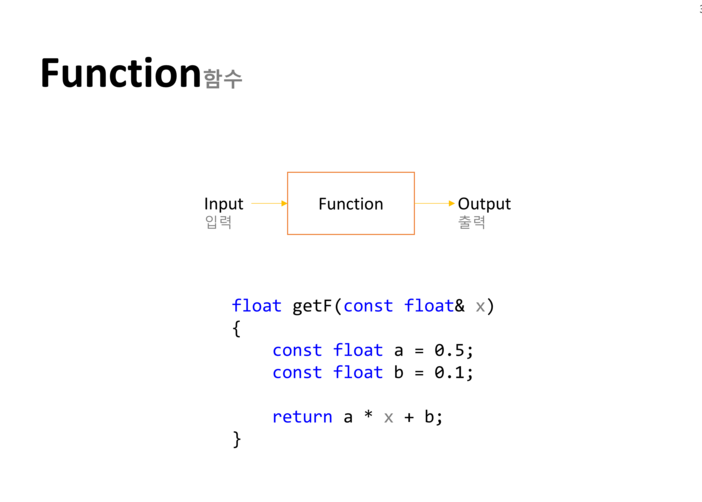 3
Function함수
Input
입력
Function
Output
출력
float getF(const float& x)
{
    const float a = 0.5;
    const float b = 0.1;

    return a * x + b;
}